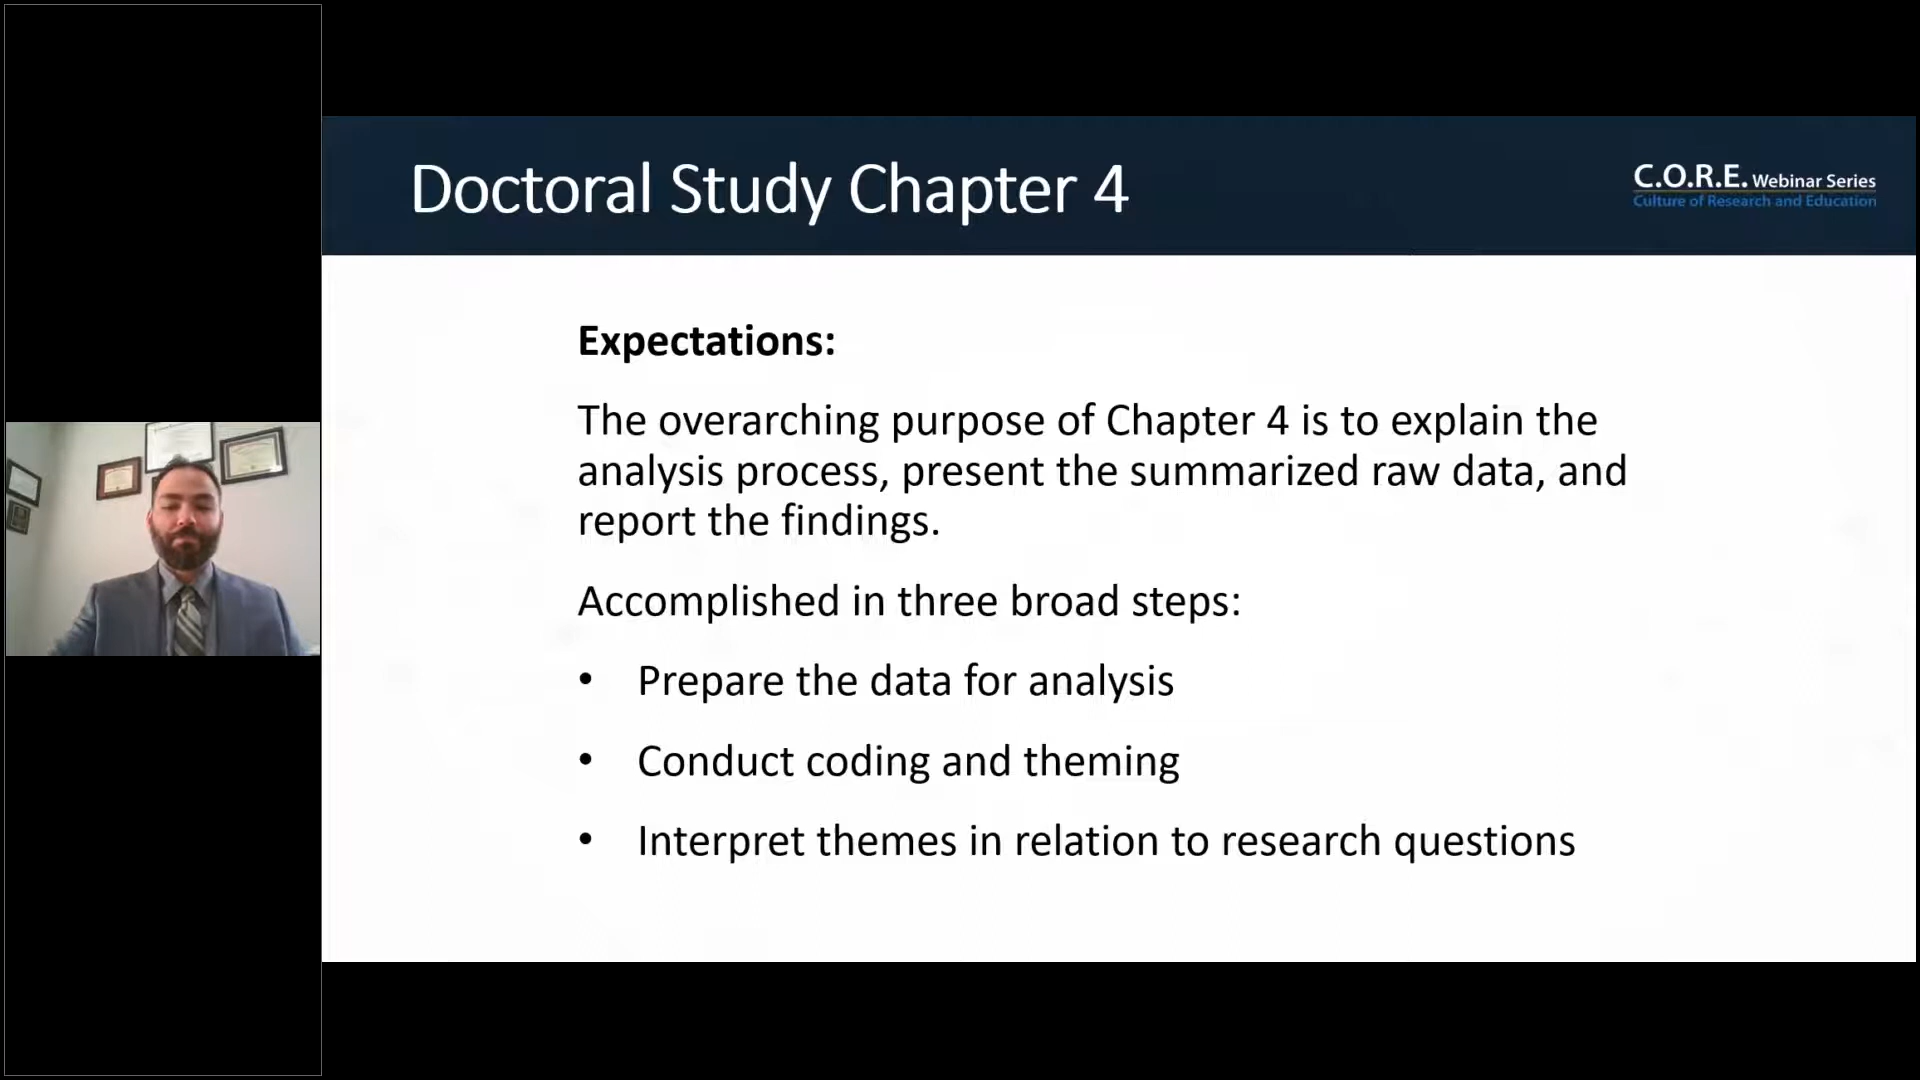 Doctoral Study Chapter 4
C.O.R.E. Webinar Series
Culture of Research and Education
Expectations:
The overarching purpose of Chapter 4 is to explain the
analysis process, present the summarized raw data, and
report the findings.
Accomplished in three broad steps:
• Prepare the data for analysis
• Conduct coding and theming
• Interpret themes in relation to research questions